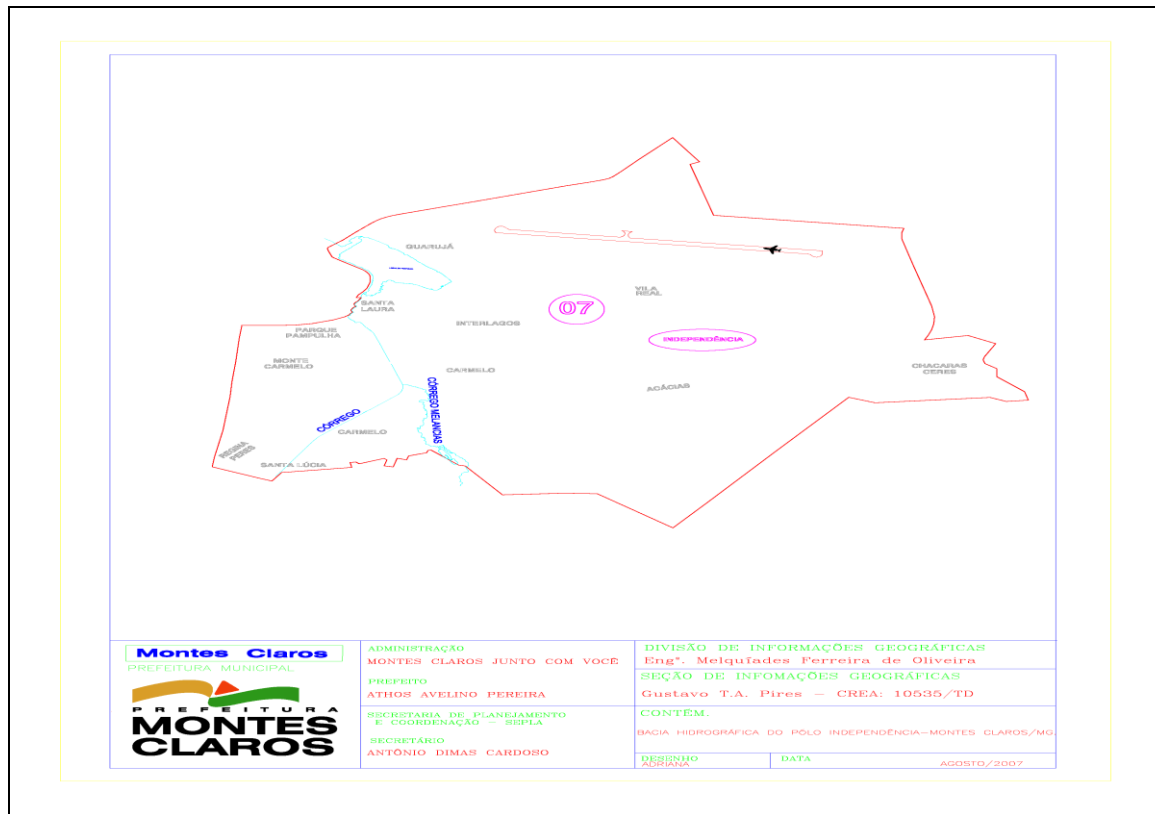 GUARUJÁ
SANTA
LAURA
VILA
REAL
07
INTERLAGOS
PARQUE
PAMPULHA
INDEPENDÊNCIA
MONTE
CARMELO
CARMELO
CHACARAS
CERES
ACÁCIAS
CÓRREGO MELANCIAS
CÓRREGO
CARMELO
REGINA
PERES
SANTA LÚCIA
Montes Claros
PREFEITURA MUNICIPAL
PREFEITURA
MONTES
CLAROS
ADMINISTRAÇÃO
MONTES CLAROS JUNTO COM VOCÊ
PREFEITO
ATHOS AVELINO PEREIRA
SECRETARIA DE PLANEJAMENTO
E COORDENAÇÃO – SEPLA
SECRETÁRIO
ANTÔNIO DIMAS CARDOSO
DIVISÃO DE INFORMAÇÕES GEOGRÁFICAS
Engº. Melquíades Ferreira de Oliveira
SEÇÃO DE INFOMAÇÕES GEOGRÁFICAS
Gustavo T.A. Pires – CREA: 10535/TD
CONTÉM.
BACIA HIDROGRÁFICA DO PÓLO INDEPENDÊNCIA–MONTES CLAROS/MG.
DESENHO
ADRIANA
DATA
AGOSTO/2007